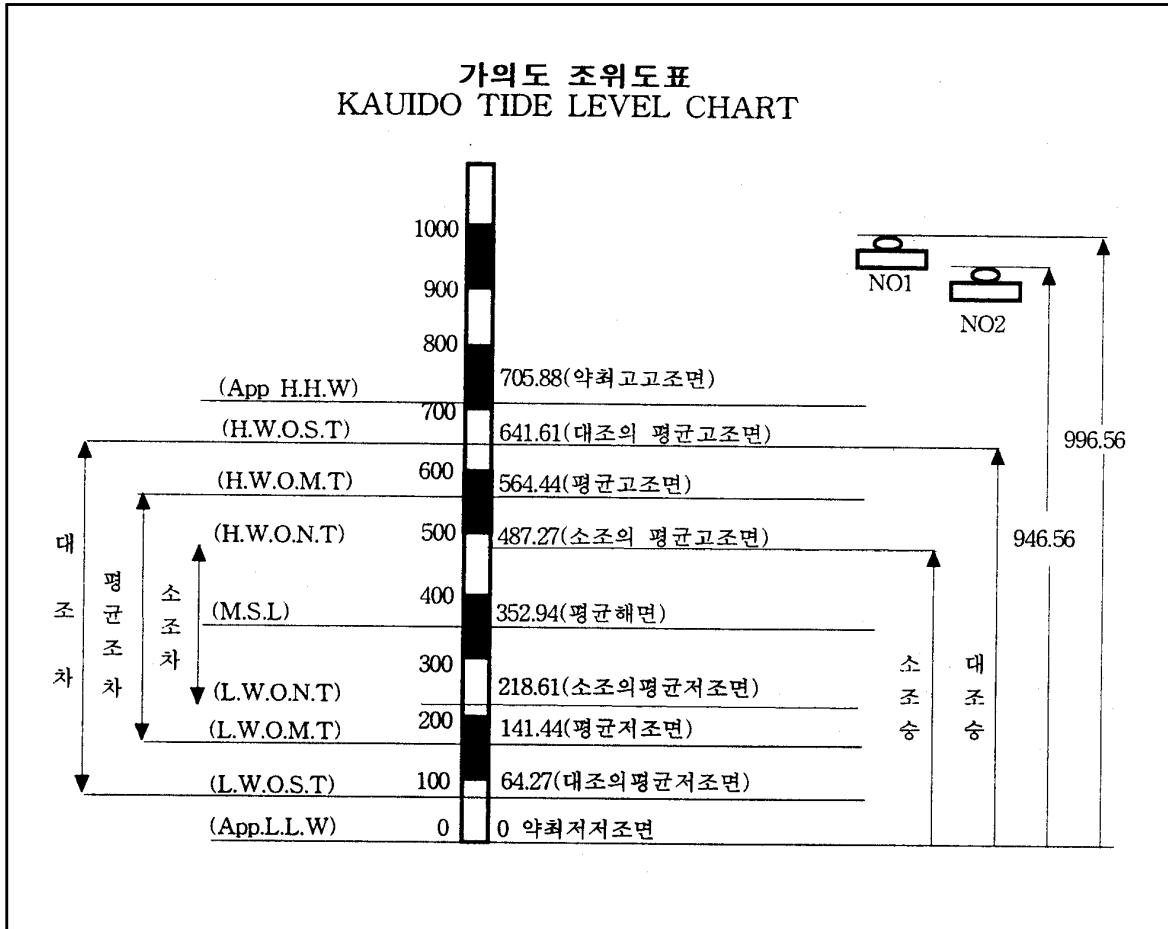 가의도 조위도표
KAUIDO TIDE LEVEL CHART
1000
NO1
900
NO2
800
(App H.H.W) 705.88(약최고고조면)
700
(H.W.O.S.T) 641.61(대조의 평균고조면) 996.56
600
(H.W.O.M.T) 564.44(평균고조면)
(H.W.O.N.T) 500 487.27(소조의 평균고조면) 946.56
대조차
평균조차
소조차
400
(M.S.L) 352.94(평균해면)
300
소조승
대조승
(L.W.O.N.T) 218.61(소조의평균저조면)
(L.W.O.M.T) 200 141.44(평균저조면)
(L.W.O.S.T) 100 64.27(대조의평균저조면)
(App.L.L.W) 0 0 약최저저조면